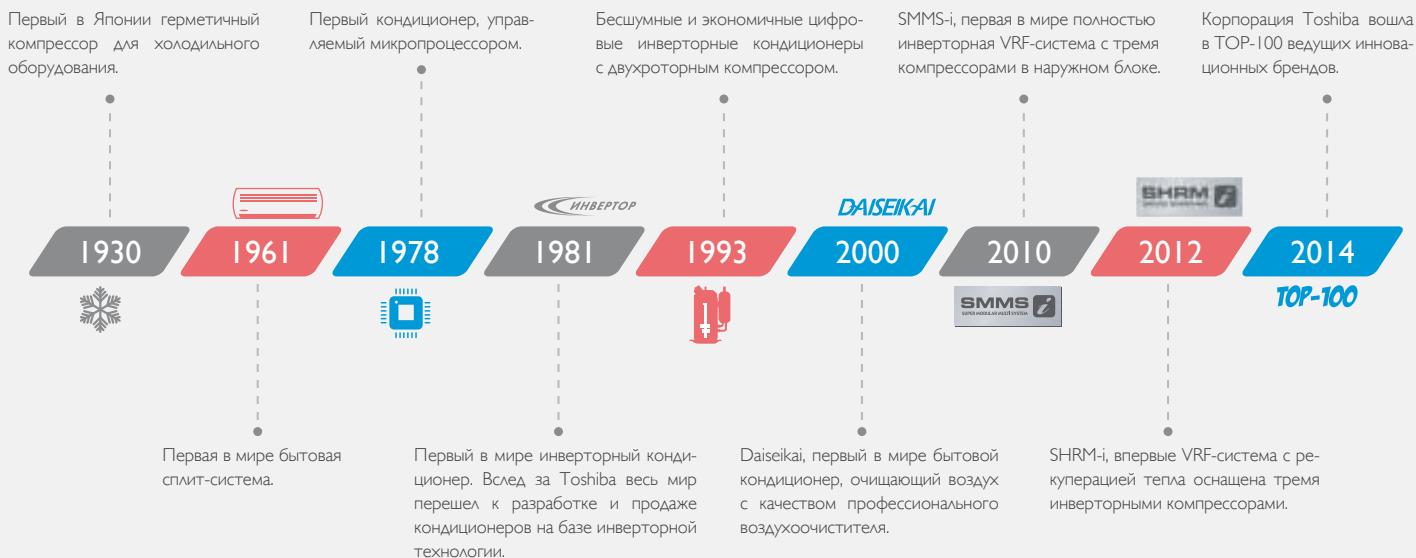 Первый в Японии герметичный
компрессор для холодильного
оборудования.
Первый кондиционер, управ-
ляемый микропроцессором.
Бесшумные и экономичные цифро-
вые инверторные кондиционеры
с двухроторным компрессором.
SMMS-i, первая в мире полностью
инверторная VRF-система с тремя
компрессорами в наружном блоке.
Корпорация Toshiba вошла
в TOP-100 ведущих иннова-
ционных брендов.
ИНВЕРТОР
DAISEIKAI
SHRM i
1930
1961
1978
1981
1993
2000
2010
2012
2014
SMMS i
SUPER MODULAR MULTI SYSTEM
TOP-100
Первая в мире бытовая
сплит-система.
Первый в мире инверторный конди-
ционер. Вслед за Toshiba весь мир
перешел к разработке и продаже
кондиционеров на базе инверторной
технологии.
Daiseikai, первый в мире бытовой
кондиционер, очищающий воздух
с качеством профессионального
воздухоочистителя.
SHRM-i, впервые VRF-система с ре-
куперацией тепла оснащена тремя
инверторными компрессорами.